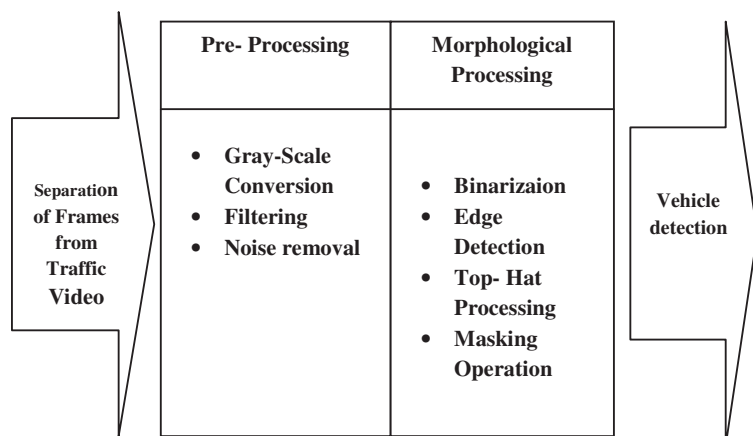 Separation
of Frames
from
Traffic
Video
Pre- Processing
• Gray-Scale
Conversion
• Filtering
• Noise removal
Morphological
Processing
• Binarizaion
• Edge
Detection
• Top- Hat
Processing
• Masking
Operation
Vehicle
detection